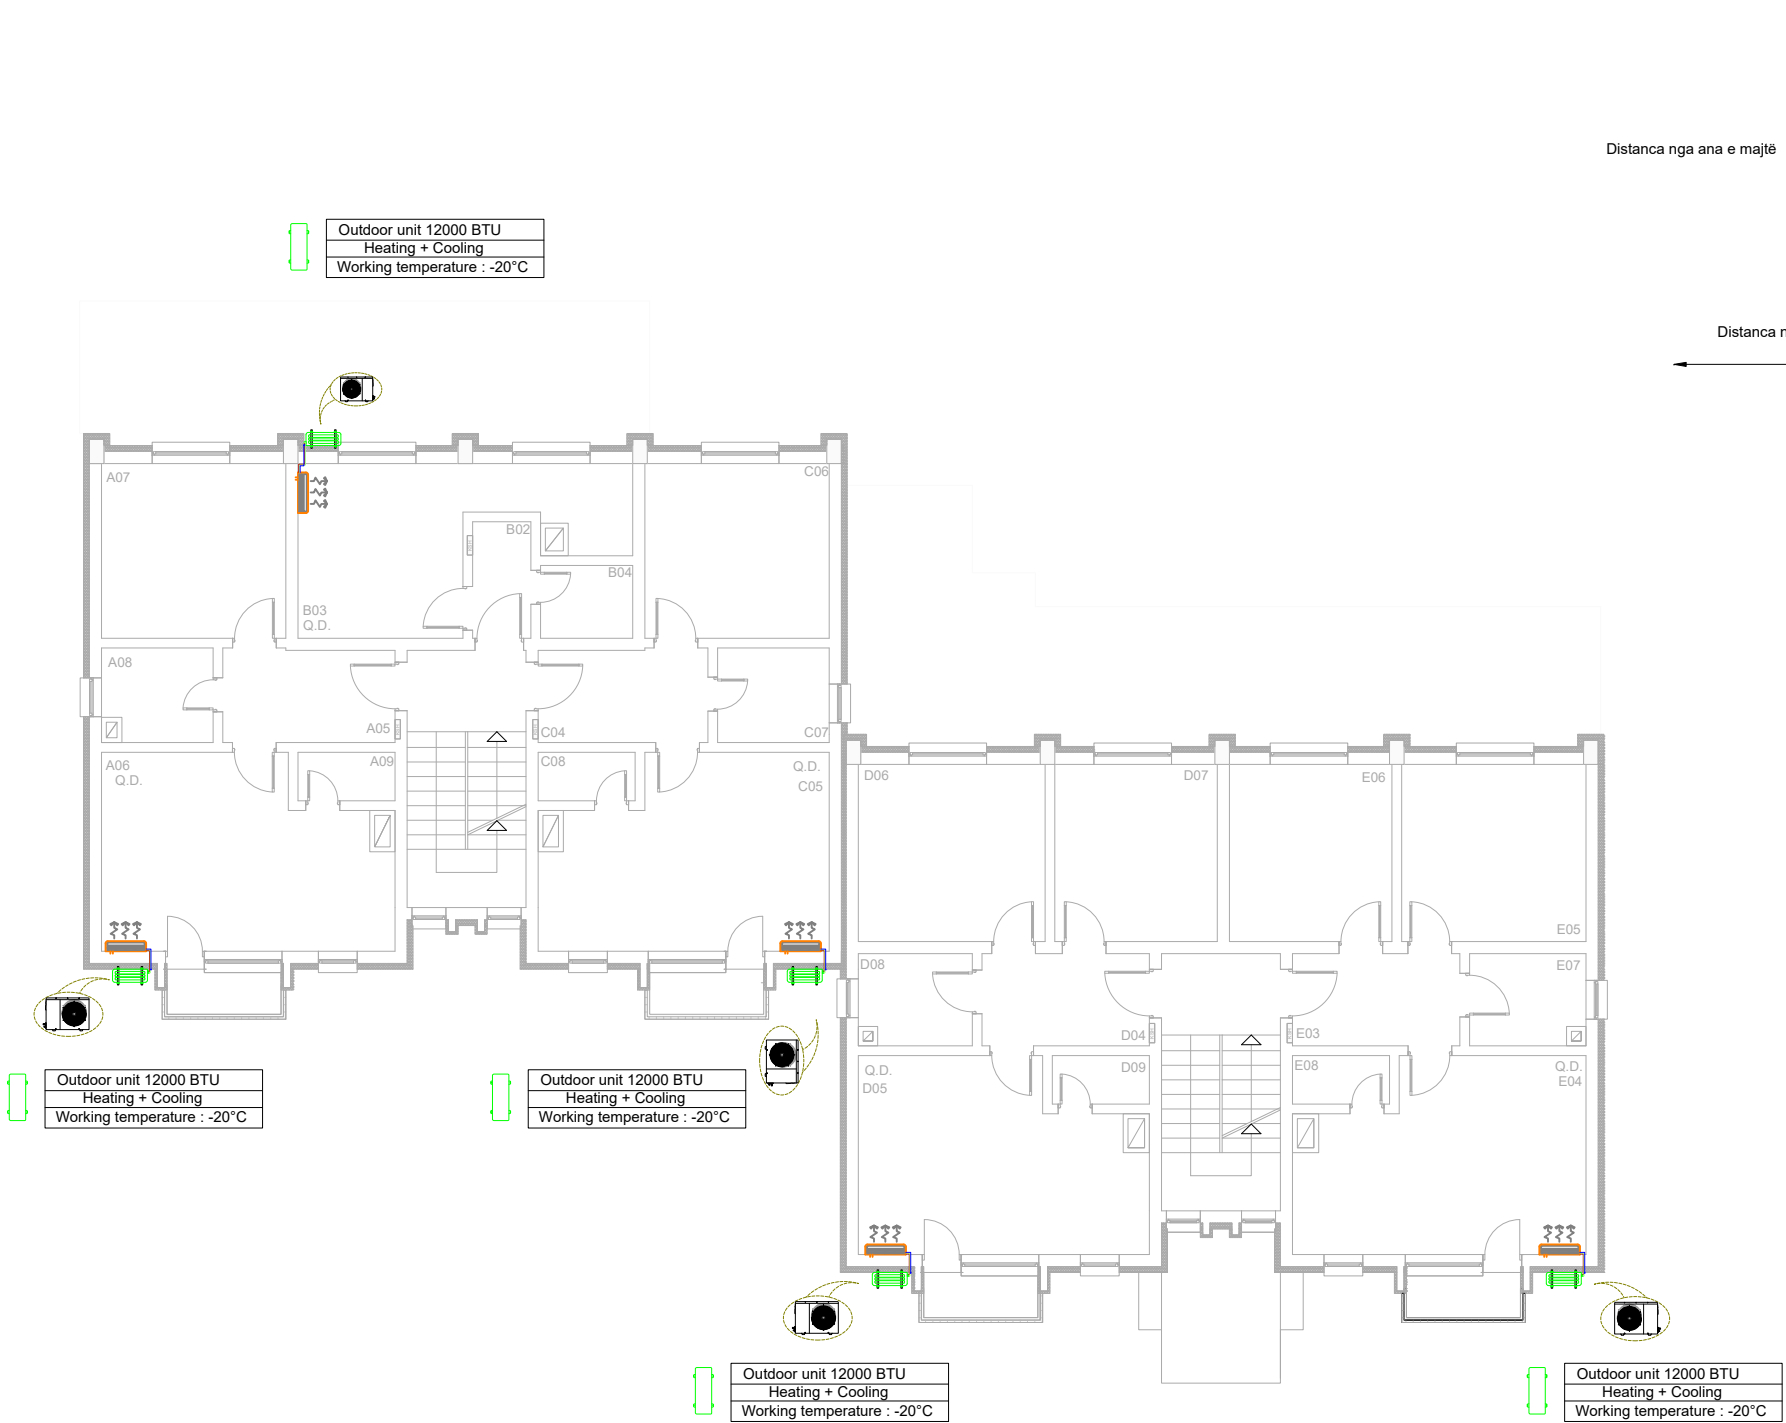 Distanca nga ana e majtë
Outdoor unit 12000 BTU
Heating + Cooling
Working temperature : -20°C
Distanca n
A07
C06
B02
B04
B03
Q.D.
A08
A05
C04
C07
A06
Q.D.
A09
C08
Q.D.
C05
D06
D07
E06
E05
D08
E07
D04
E03
Q.D.
D05
D09
E08
Q.D.
E04
Outdoor unit 12000 BTU
Heating + Cooling
Working temperature : -20°C
Outdoor unit 12000 BTU
Heating + Cooling
Working temperature : -20°C
Outdoor unit 12000 BTU
Heating + Cooling
Working temperature : -20°C
Outdoor unit 12000 BTU
Heating + Cooling
Working temperature : -20°C